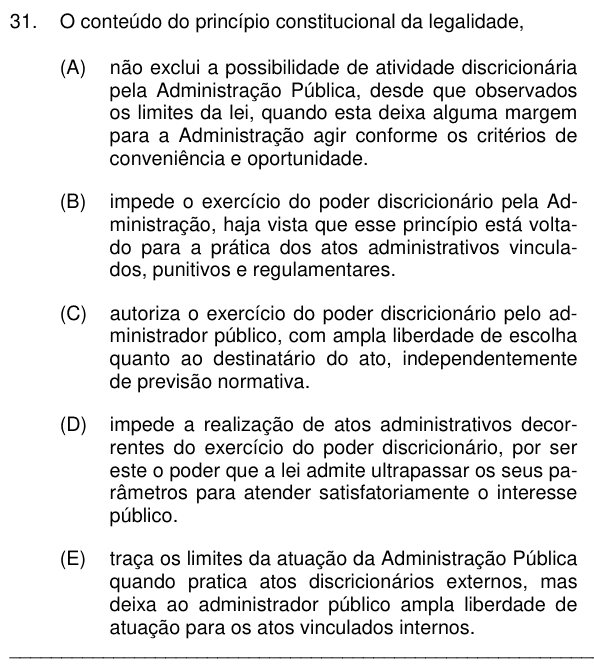 31. O conteúdo do princípio constitucional da legalidade,
(A) não exclui a possibilidade de atividade discricionária
pela Administração Pública, desde que observados
os limites da lei, quando esta deixa alguma margem
para a Administração agir conforme os critérios de
conveniência e oportunidade.
(B) impede o exercício do poder discricionário pela Ad-
ministração, haja vista que esse princípio está volta-
do para a prática dos atos administrativos vincula-
dos, punitivos e regulamentares.
(C) autoriza o exercício do poder discricionário pelo ad-
ministrador público, com ampla liberdade de escolha
quanto ao destinatário do ato, independentemente
de previsão normativa.
(D) impede a realização de atos administrativos decor-
rentes do exercício do poder discricionário, por ser
este o poder que a lei admite ultrapassar os seus pa-
râmetros para atender satisfatoriamente o interesse
público.
(E) traça os limites da atuação da Administração Pública
quando pratica atos discricionários externos, mas
deixa ao administrador público ampla liberdade de
atuação para os atos vinculados internos.